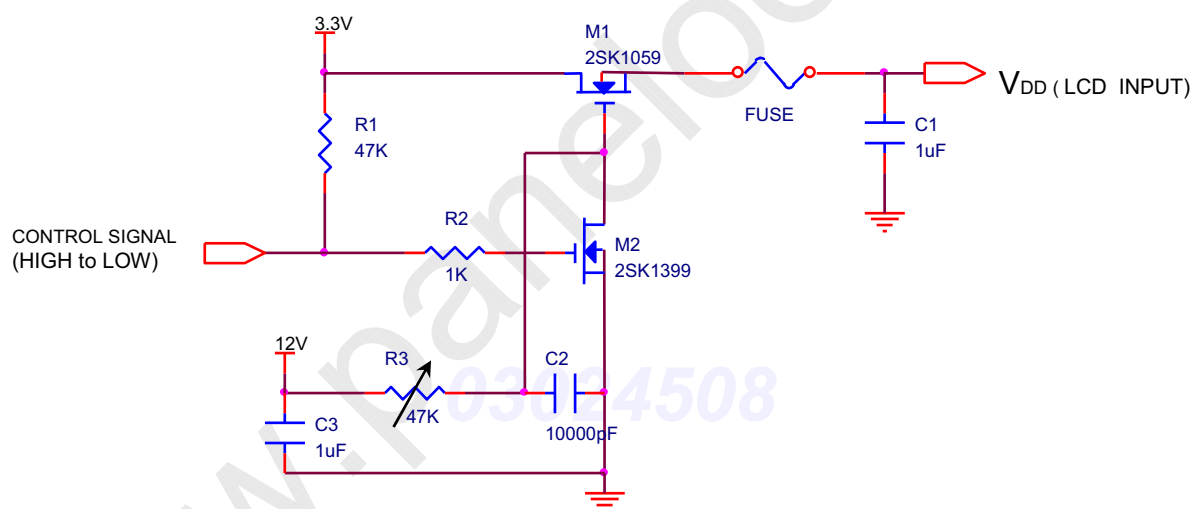 3.3V
M1
2SK1059
VDD ( LCD INPUT)
FUSE
R1
47K
C1
1uF
CONTROL SIGNAL
(HIGH to LOW)
R2
1K
M2
2SK1399
12V
R3
47K
C2
10000pF
C3
1uF
03024508
w.paneloo